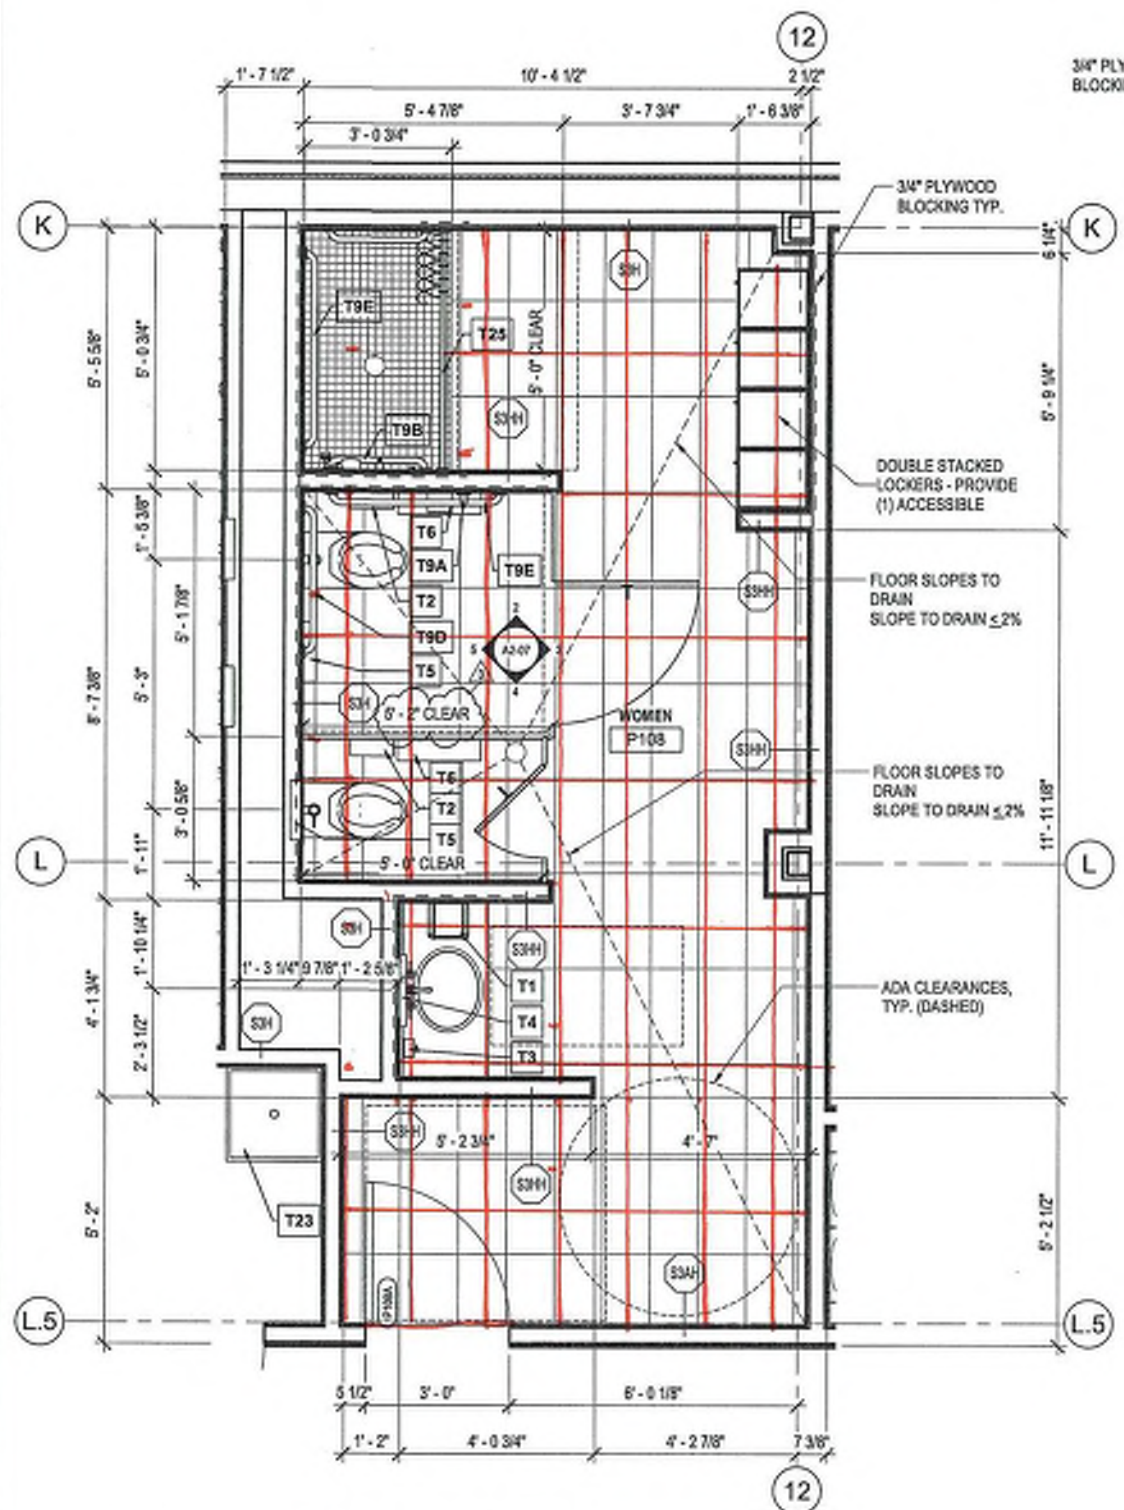 12
3/4" PLY
BLOCKI
1' - 7 1/2"
10' - 4 1/2"
2 1/2"
5' - 4 7/8"
3' - 7 3/4"
1' - 6 3/8"
3' - 0 3/4"
3/4" PLYWOOD
BLOCKING TYP.
K
K
6 1/4"
S3H
T9E
T25
5' - 0" CLEAR
5' - 5 5/8"
5' - 0 3/4"
5' - 9 1/4"
S3HH
T9B
DOUBLE STACKED
LOCKERS - PROVIDE
(1) ACCESSIBLE
1' - 5 3/8"
T6
T9A
T9E
T2
T9D
T5
S3HH
FLOOR SLOPES TO
DRAIN
SLOPE TO DRAIN ≤2%
5' - 1 7/8"
2
5
A2-07
3
4
8' - 7 3/8"
5' - 3"
S3H
5' - 2" CLEAR
WOMEN
P108
S3HH
T6
T2
T5
FLOOR SLOPES TO
DRAIN
SLOPE TO DRAIN ≤2%
3' - 0 5/8"
1' - 11"
11' - 11 1/8"
L
5' - 0" CLEAR
L
S3H
S3HH
1' - 10 1/4"
1' - 3 1/4"
9 7/8"
1' - 2 5/8"
T1
T4
T3
ADA CLEARANCES,
TYP. (DASHED)
4' - 1 3/4"
2' - 3 1/2"
S3H
S3HH
5' - 2 3/4"
4' - 7"
S3HH
T23
5' - 2"
5' - 2 1/2"
S3AH
P108A
L.5
L.5
5 1/2"
3' - 0"
6' - 0 1/8"
1' - 2"
4' - 0 3/4"
4' - 2 7/8"
7 3/8"
12